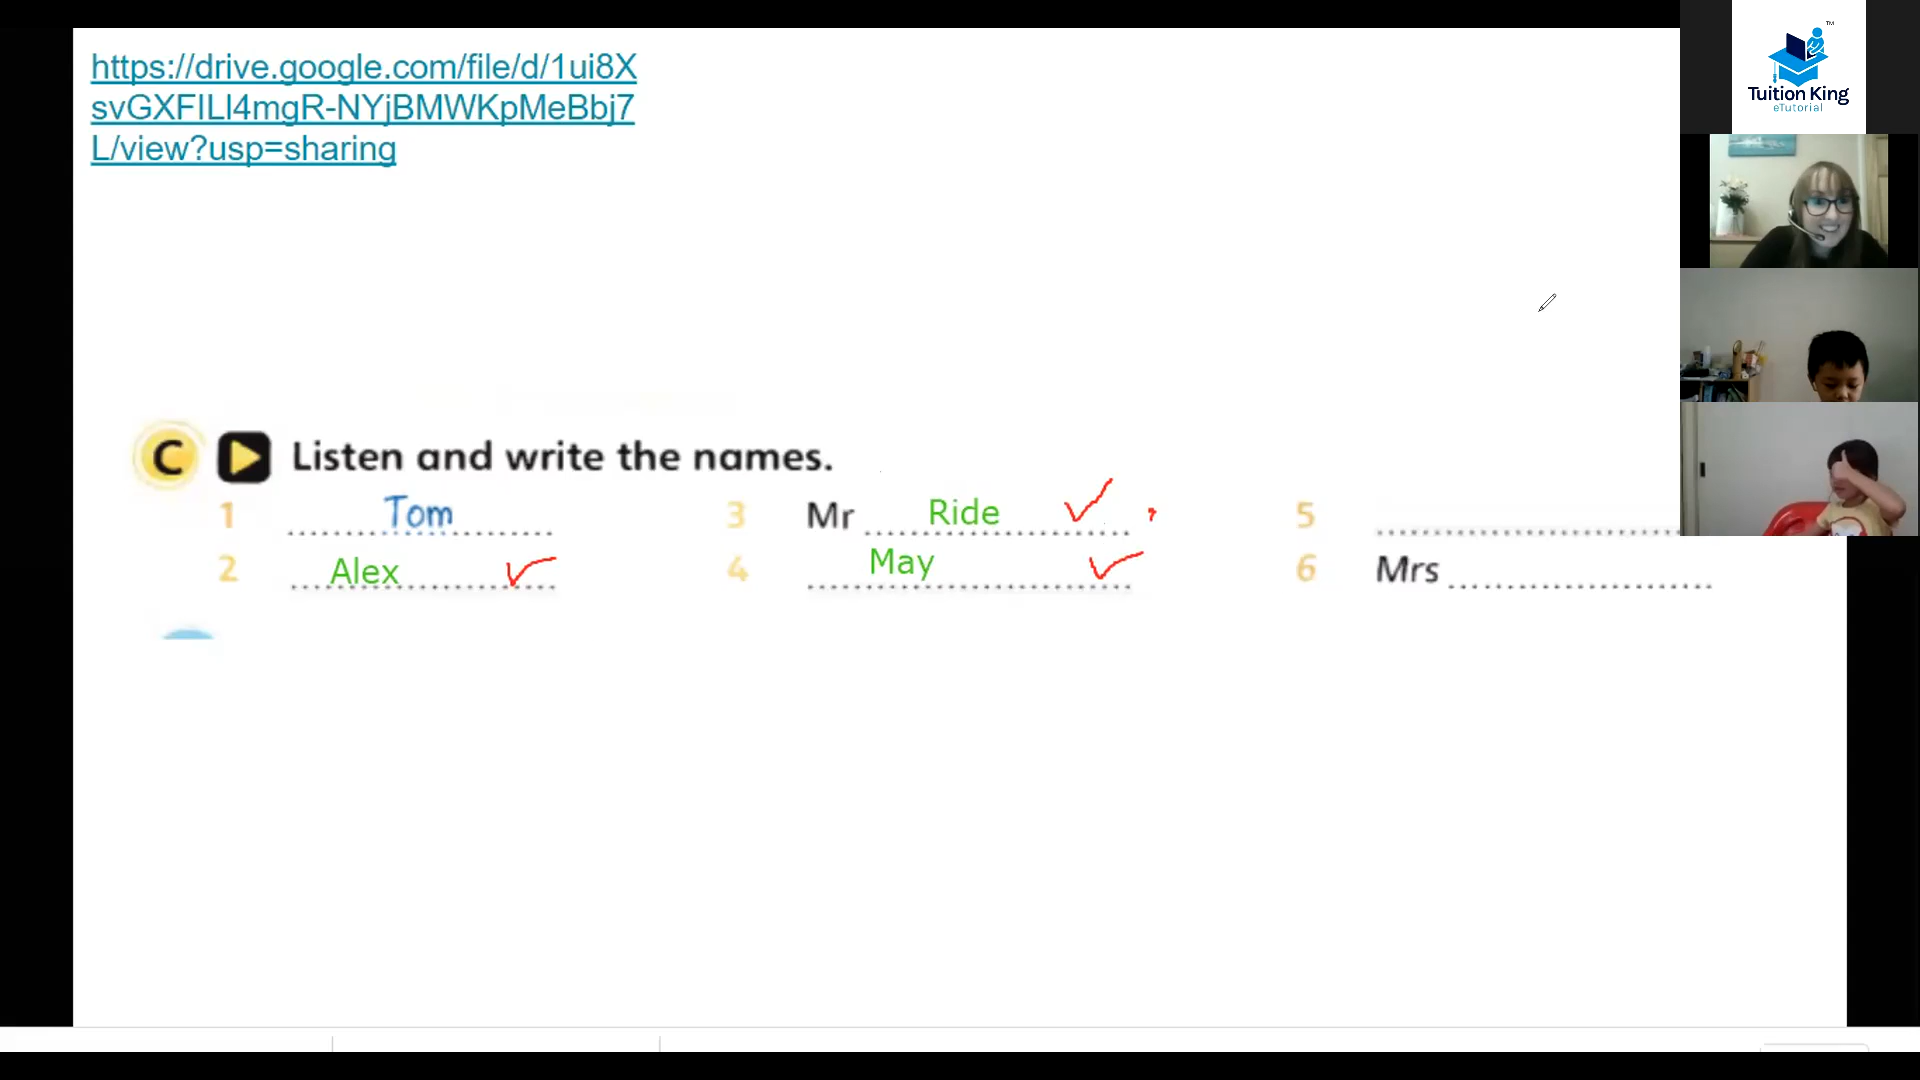 https://drive.google.com/file/d/1ui8X
svGXFILl4mgR-NYjBMWKpMeBbj7
L/view?usp=sharing
TM
Tuition King
eTutorial
C Listen and write the names.
1 Tom 3 Mr Ride 5
2 Alex 4 May 6 Mrs